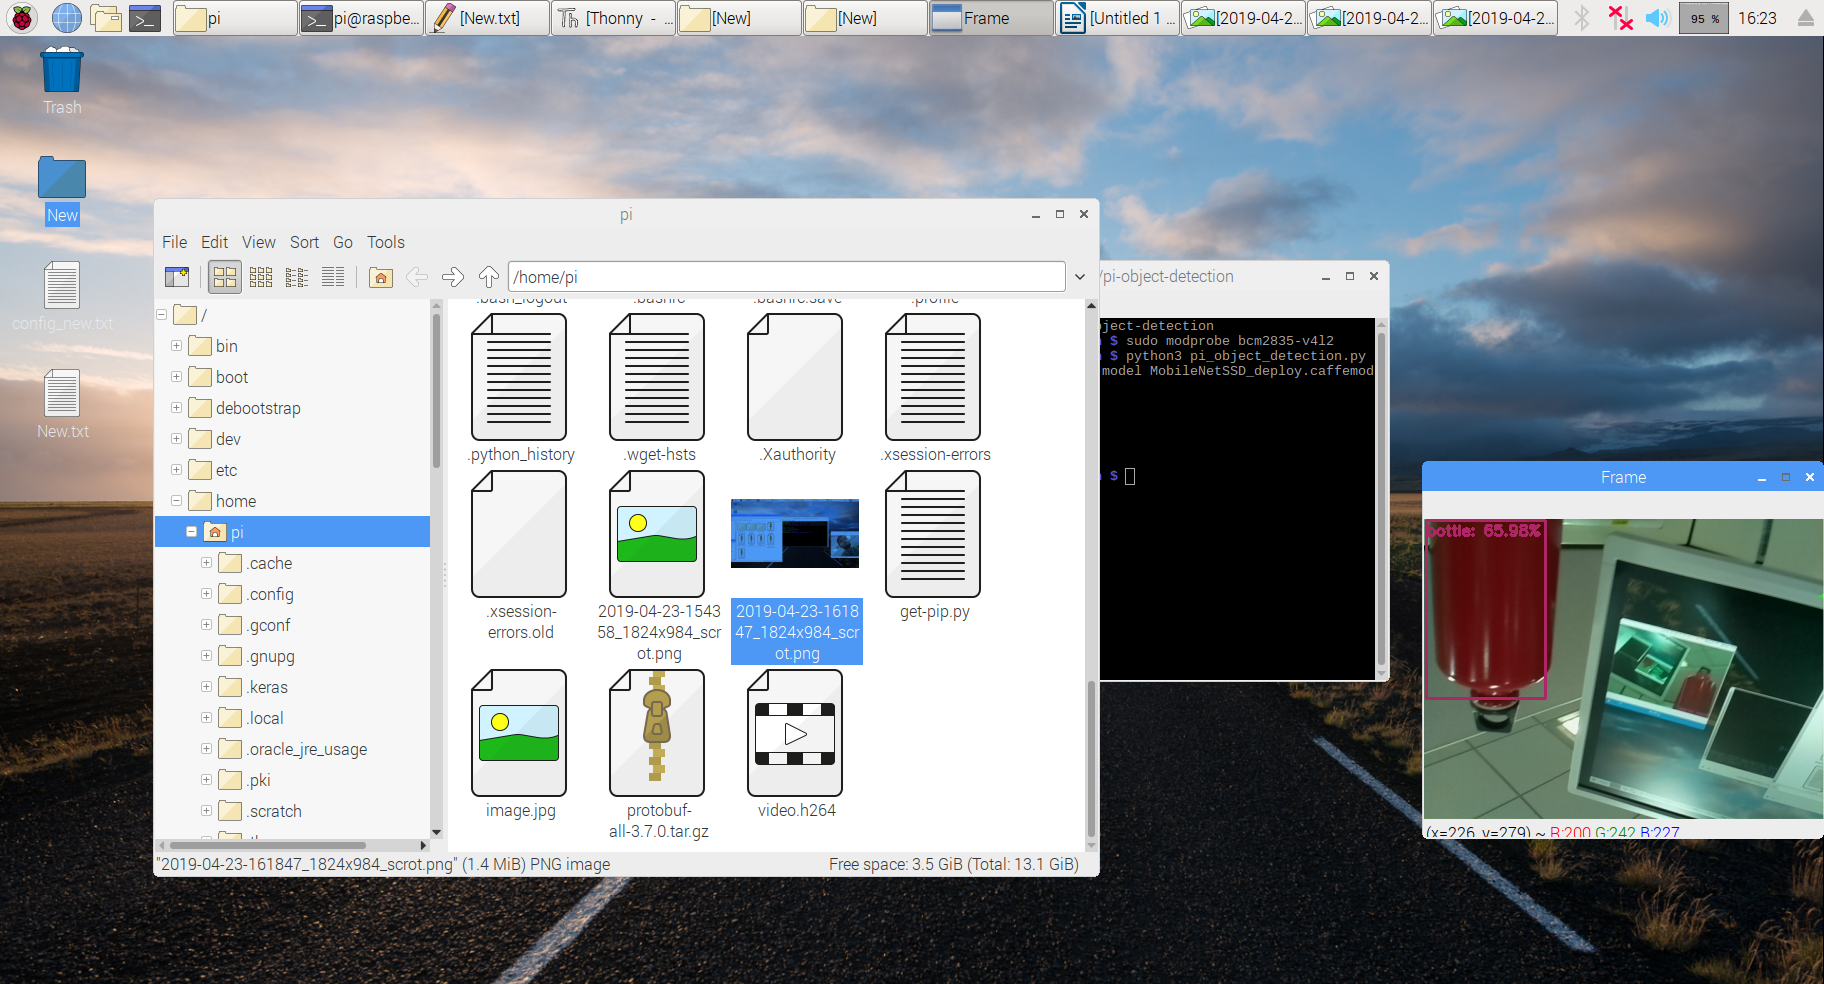 pi
pi@raspbe...
[New.txt]
[Thonny - ...
[New]
[New]
Frame
[Untitled 1 ...
[2019-04-2...
[2019-04-2...
[2019-04-2...
95 %
16:23
Trash
New
config_new.txt
New.txt
pi
File Edit View Sort Go Tools
/home/pi
/
bin
boot
debootstrap
dev
etc
home
pi
.cache
.config
.gconf
.gnupg
.keras
.local
.oracle_jre_usage
.pki
.scratch
.bash_logout
.bashrc
.bashrc.save
.profile
.python_history
.wget-hsts
.Xauthority
.xsession-errors
.xsession-
errors.old
2019-04-23-1543
58_1824x984_scr
ot.png
2019-04-23-1618
47_1824x984_scr
ot.png
get-pip.py
image.jpg
protobuf-
all-3.7.0.tar.gz
video.h264
"2019-04-23-161847_1824x984_scrot.png" (1.4 MiB) PNG image
Free space: 3.5 GiB (Total: 13.1 GiB)
/pi-object-detection
ject-detection
$ sudo modprobe bcm2835-v4l2
$ python3 pi_object_detection.py
model MobileNetSSD_deploy.caffemod
$
Frame
bottle: 65.98%
(x=226, y=279) ~ R:200 G:242 B:227